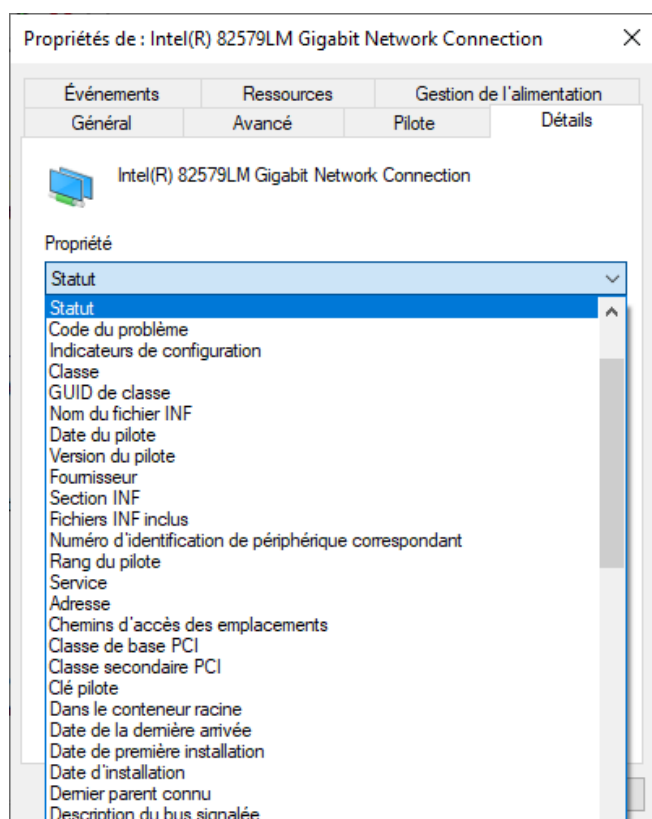 Propriétés de : Intel(R) 82579LM Gigabit Network Connection
Événements Ressources Gestion de l'alimentation
Général Avancé Pilote Détails
Intel(R) 82579LM Gigabit Network Connection
Propriété
Statut
Statut
Code du problème
Indicateurs de configuration
Classe
GUID de classe
Nom du fichier INF
Date du pilote
Version du pilote
Fournisseur
Section INF
Fichiers INF inclus
Numéro d'identification de périphérique correspondant
Rang du pilote
Service
Adresse
Chemins d'accès des emplacements
Classe de base PCI
Classe secondaire PCI
Clé pilote
Dans le conteneur racine
Date de la dernière arrivée
Date de première installation
Date d'installation
Dernier parent connu
Description du bus signalée